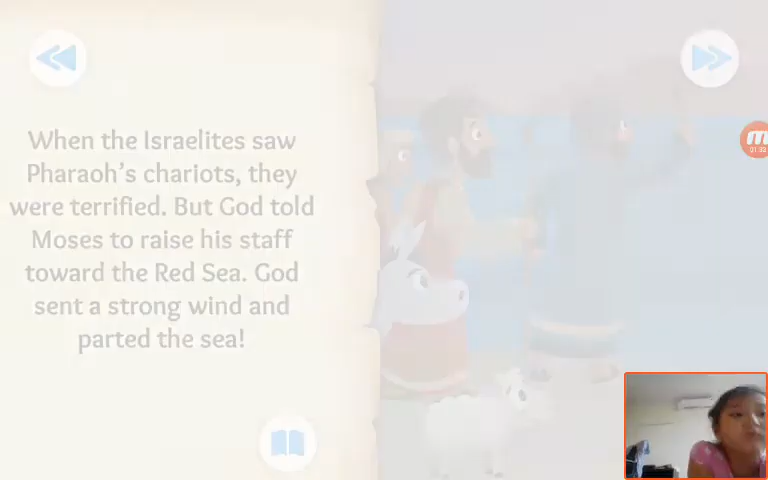 When the Israelites saw
Pharaoh's chariots, they
were terrified. But God told
Moses to raise his staff
toward the Red Sea. God
sent a strong wind and
parted the sea!